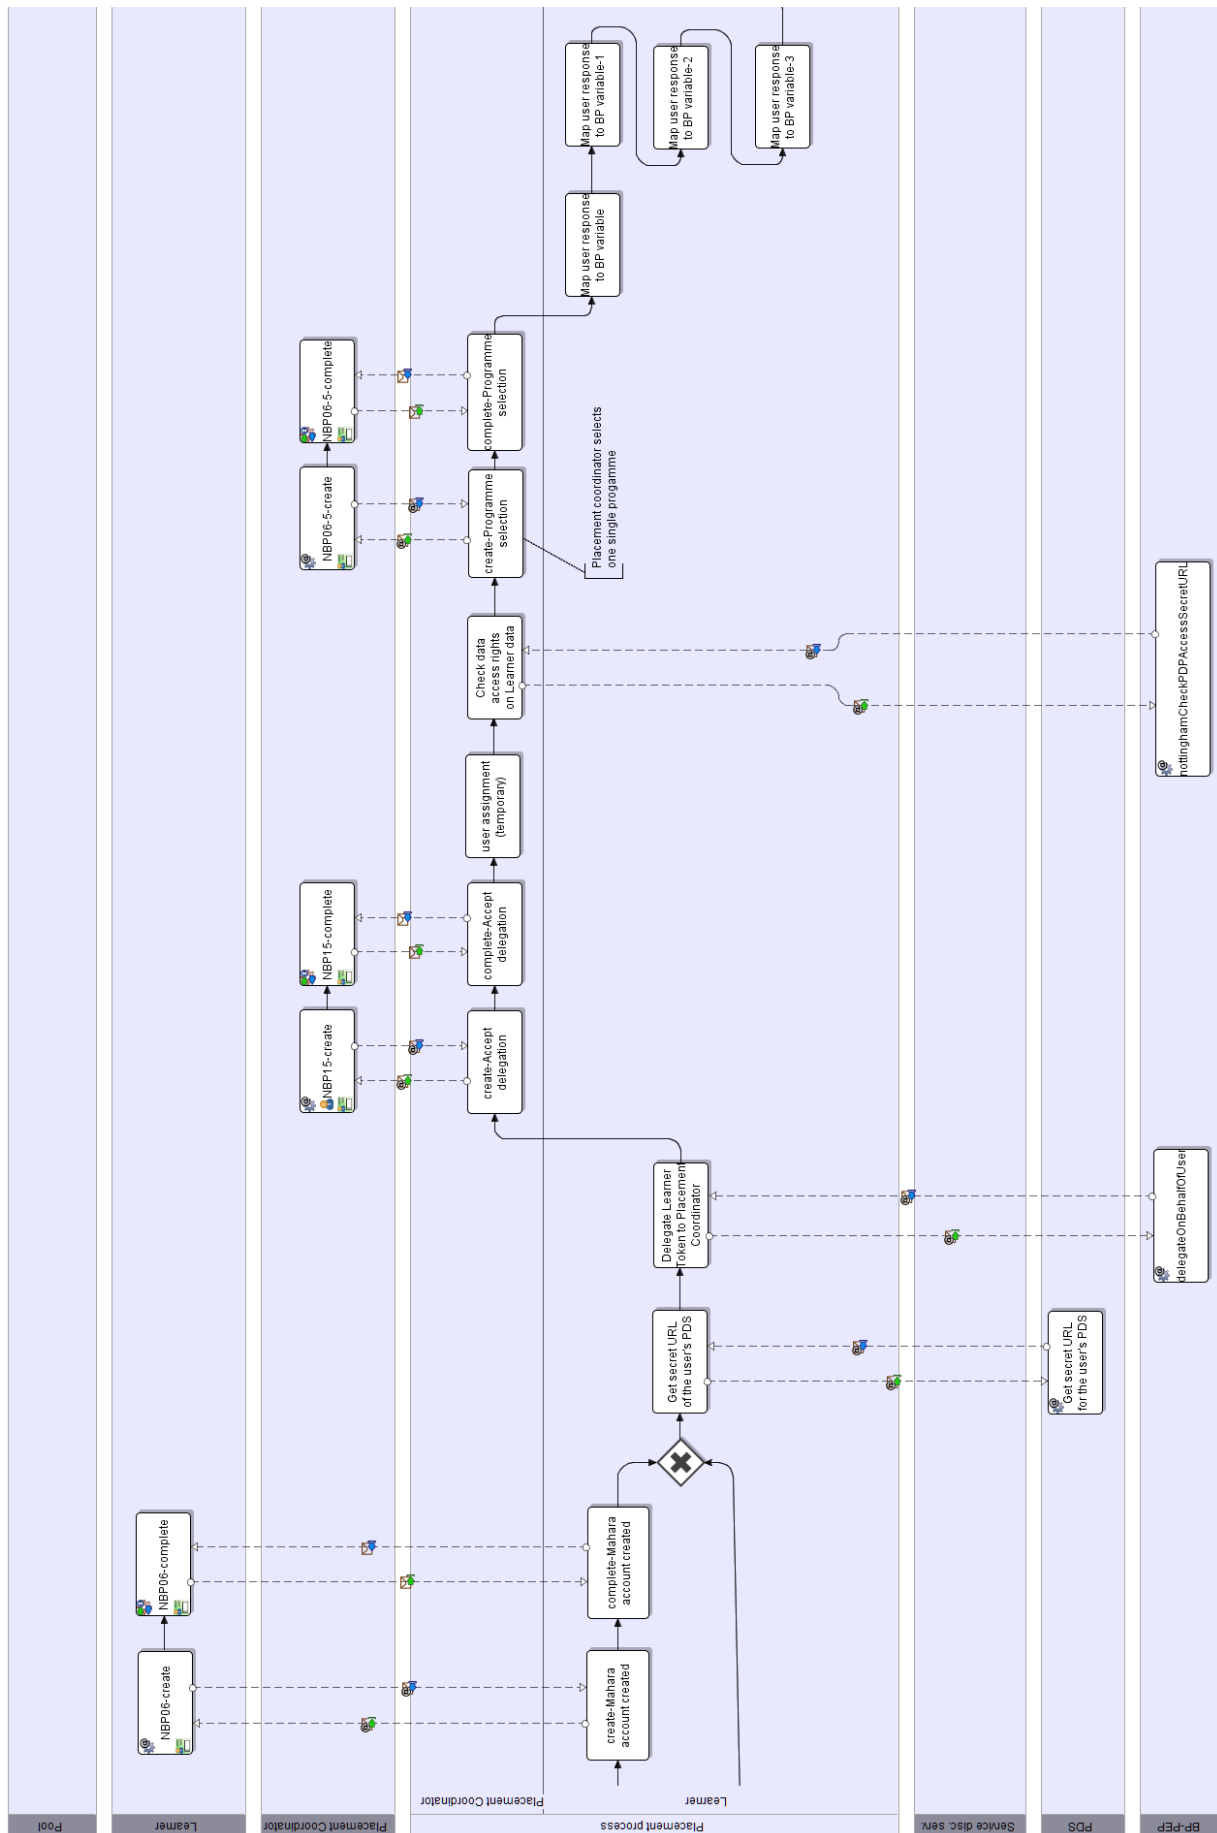 Pool
Learner
NBP06-create
NBP06-complete
Placement Coordinator
NBP15-create
NBP15-complete
NBP06-5-create
NBP06-5-complete
Placement process
Placement Coordinator
create-Accept
delegation
complete-Accept
delegation
user assignment
(temporary)
Check data
access rights
on Learner data
create-Programme
selection
complete-Programme
selection
Placement coordinator selects
one single progamme
Learner
create-Mahara
account created
complete-Mahara
account created
Get secret URL
of the user's PDS
Delegate Learner
Token to Placement
Coordinator
Map user response
to BP variable
Map user response
to BP variable-1
Map user response
to BP variable-2
Map user response
to BP variable-3
Service disc. serv.
PDS
Get secret URL
for the user's PDS
BP-PEP
delegateOnBehalfOfUser
nottinghamCheckPDPAccessSecretURL